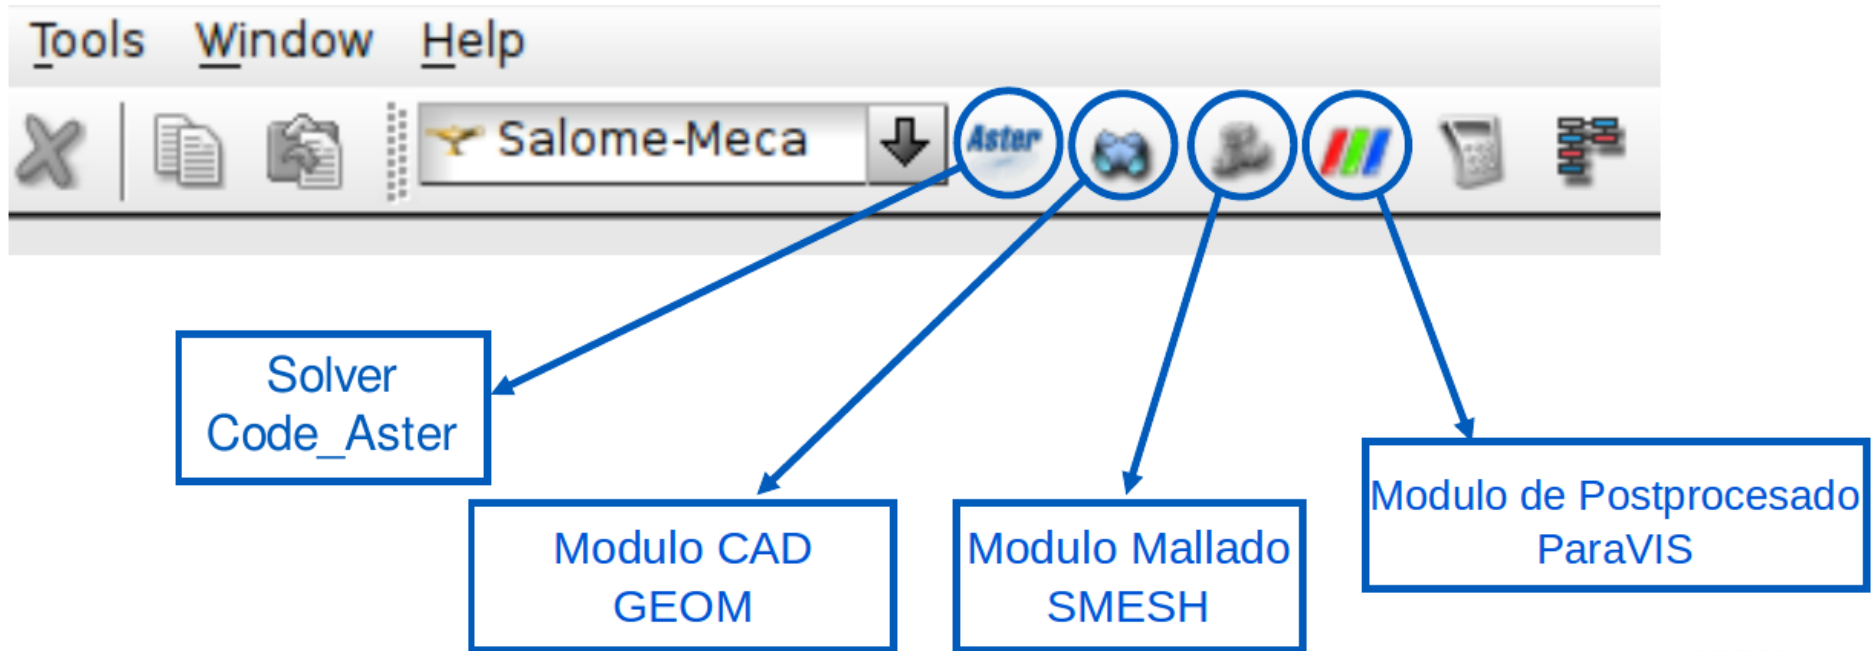 Tools Window Help
Salome-Meca
Aster
Solver
Code_Aster
Modulo CAD
GEOM
Modulo Mallado
SMESH
Modulo de Postprocesado
ParaVIS